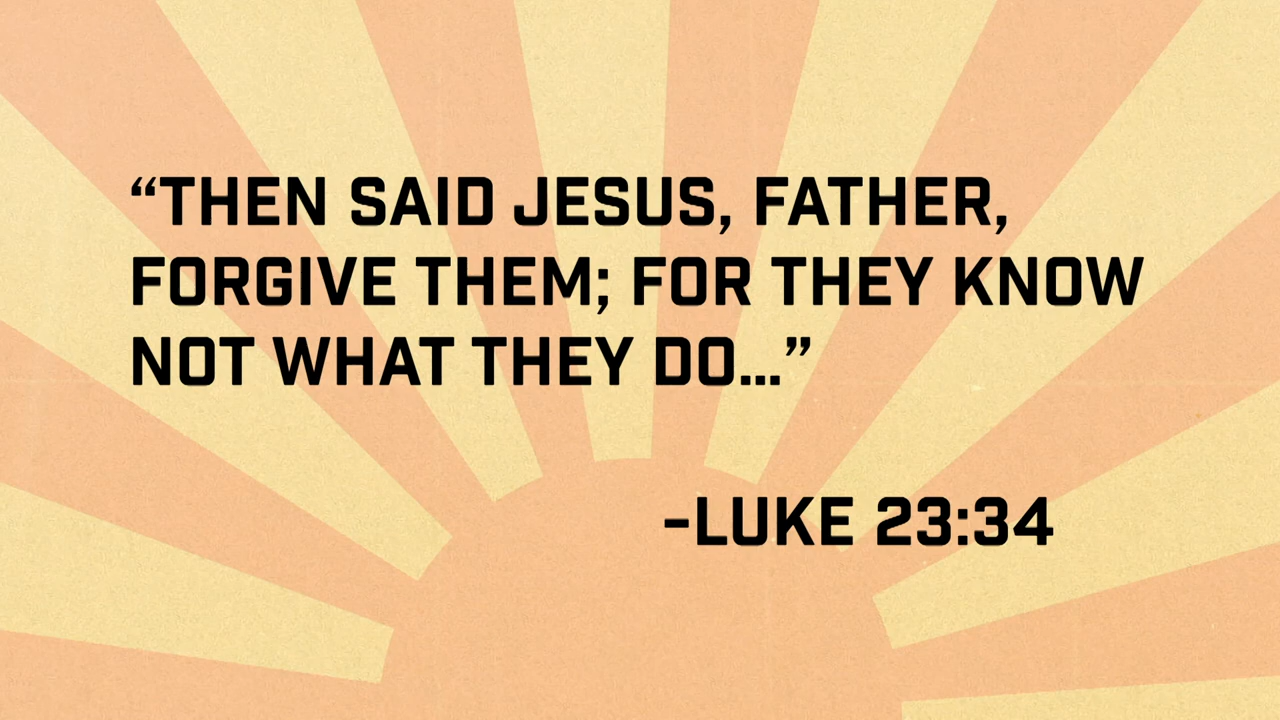 “THEN SAID JESUS, FATHER,
FORGIVE THEM; FOR THEY KNOW
NOT WHAT THEY DO...”
-LUKE 23:34